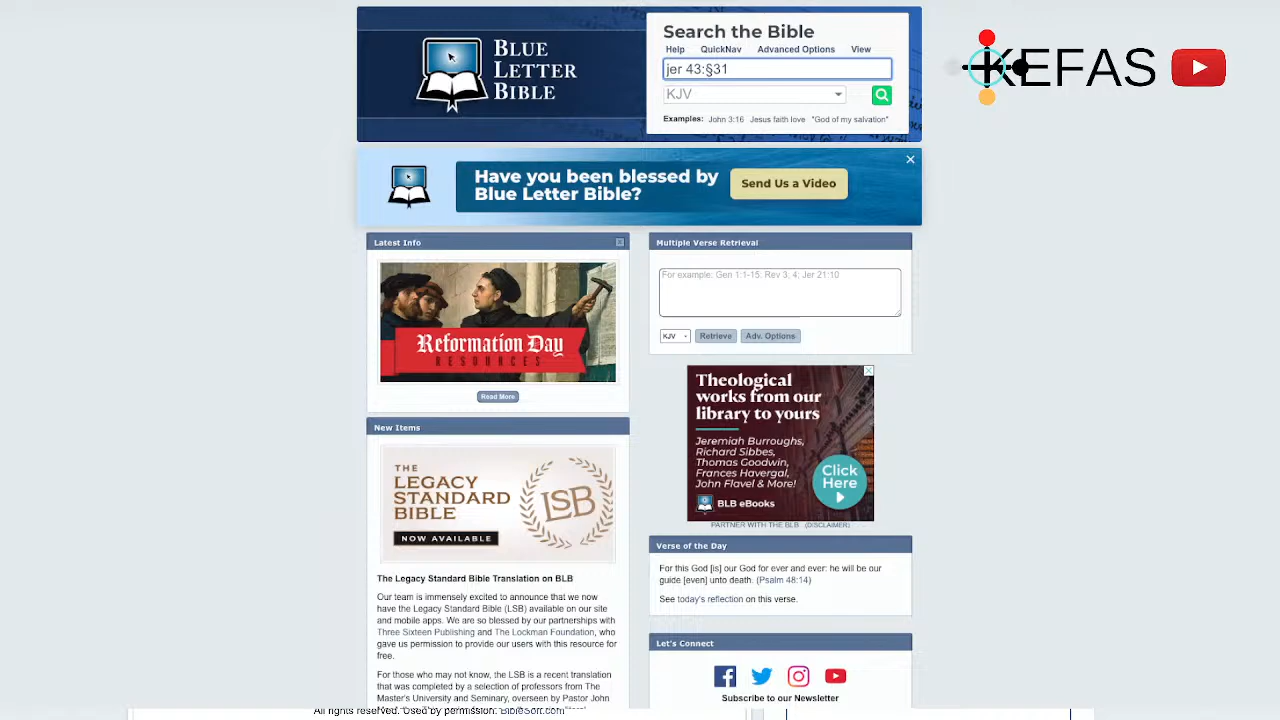 BLUE
LETTER
BIBLE
Search the Bible
Help QuickNav Advanced Options View
jer 43:§31
KJV
Examples: John 3:16 Jesus faith love "God of my salvation"
KEFAS
Have you been blessed by
Blue Letter Bible?
Send Us a Video
Latest Info
Reformation Day
RESOURCES
Read More
New Items
THE
LEGACY
STANDARD
BIBLE
LSB
NOW AVAILABLE
The Legacy Standard Bible Translation on BLB
Our team is immensely excited to announce that we now
have the Legacy Standard Bible (LSB) available on our site
and mobile apps. We are so blessed by our partnerships with
Three Sixteen Publishing and The Lockman Foundation, who
gave us permission to provide our users with this resource for
free.
For those who may not know, the LSB is a recent translation
that was completed by a selection of professors from The
Master's University and Seminary, overseen by Pastor John
Multiple Verse Retrieval
For example: Gen 1:1-15; Rev 3, 4; Jer 21:10
KJV Retrieve Adv. Options
Theological
works from our
library to yours
Jeremiah Burroughs,
Richard Sibbes,
Thomas Goodwin,
Frances Havergal,
John Flavel & More!
Click
Here
BLB eBooks
PARTNER WITH THE BLB (DISCLAIMER)
Verse of the Day
For this God [is] our God for ever and ever: he will be our
guide [even] unto death. (Psalm 48:14)
See today's reflection on this verse.
Let's Connect
Subscribe to our Newsletter
All rights reserved. Used by permission. BibleSoft.com